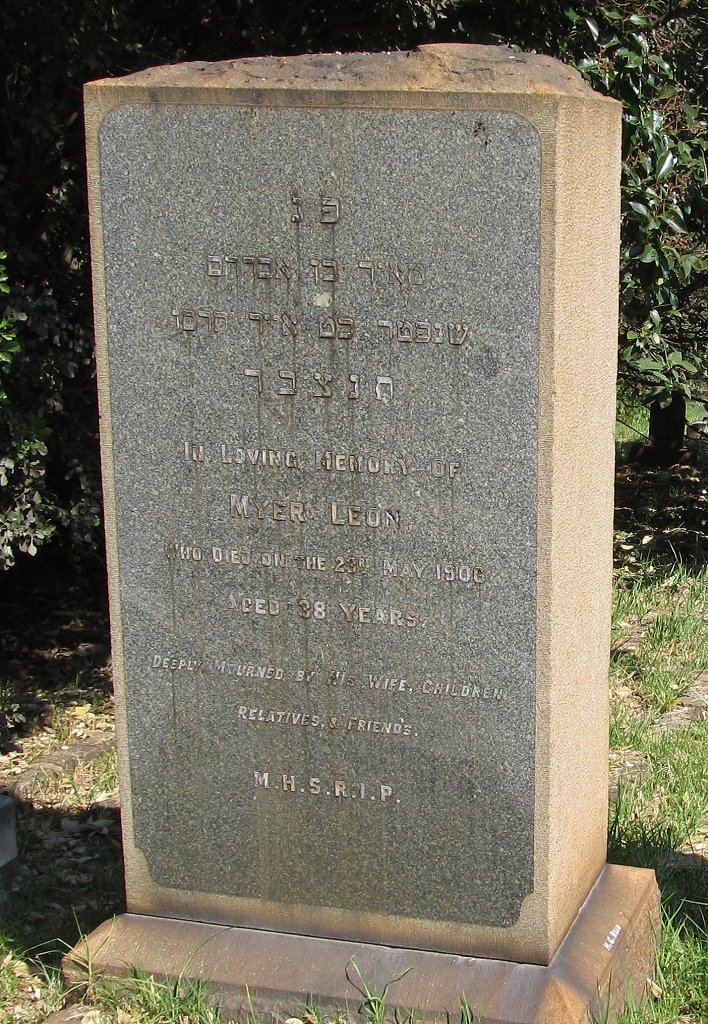 פ נ
מאיר בן אברהם
שנפטר כט איר תרסו
תנצבה
IN LOVING MEMORY OF
MYER LEON,
WHO DIED ON THE 23RD MAY 1906
AGED 38 YEARS.
DEEPLY MOURNED BY HIS WIFE, CHILDREN,
RELATIVES, & FRIENDS.
M.H.S.R.I.P.